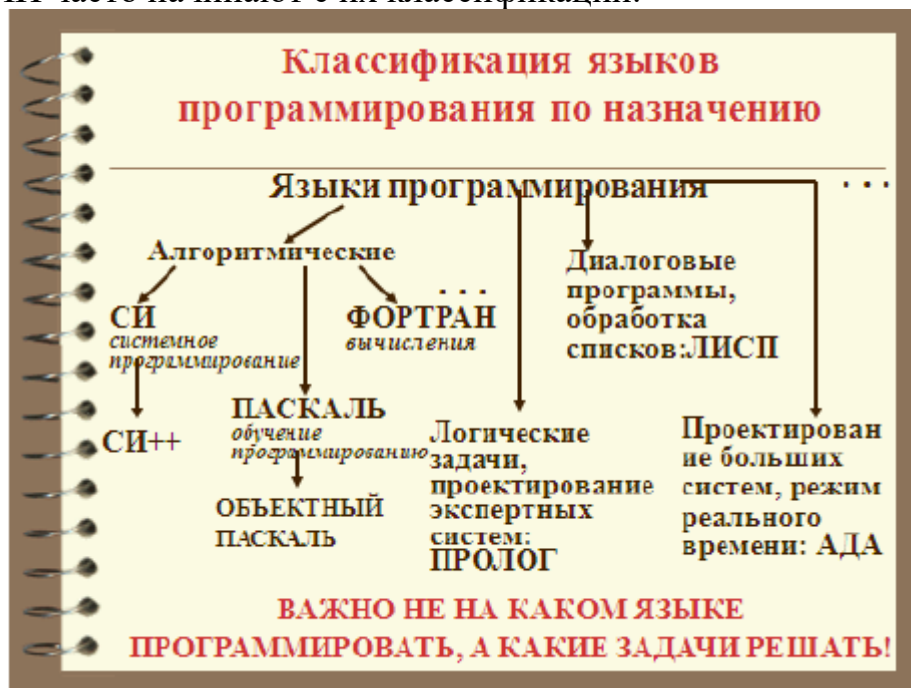 часто начинают с их классификации.
Классификация языков
программирования по назначению
Языки программирования
. . .
Алгоритмические
СИ
системное
программирование
СИ++
ПАСКАЛЬ
обучение
программированию
ОБЪЕКТНЫЙ
ПАСКАЛЬ
. . .
ФОРТРАН
вычисления
Логические
задачи,
проектирование
экспертных
систем:
ПРОЛОГ
Диалоговые
программы,
обработка
списков:ЛИСП
Проектирован
ие больших
систем, режим
реального
времени: АДА
ВАЖНО НЕ НА КАКОМ ЯЗЫКЕ
ПРОГРАММИРОВАТЬ, А КАКИЕ ЗАДАЧИ РЕШАТЬ!